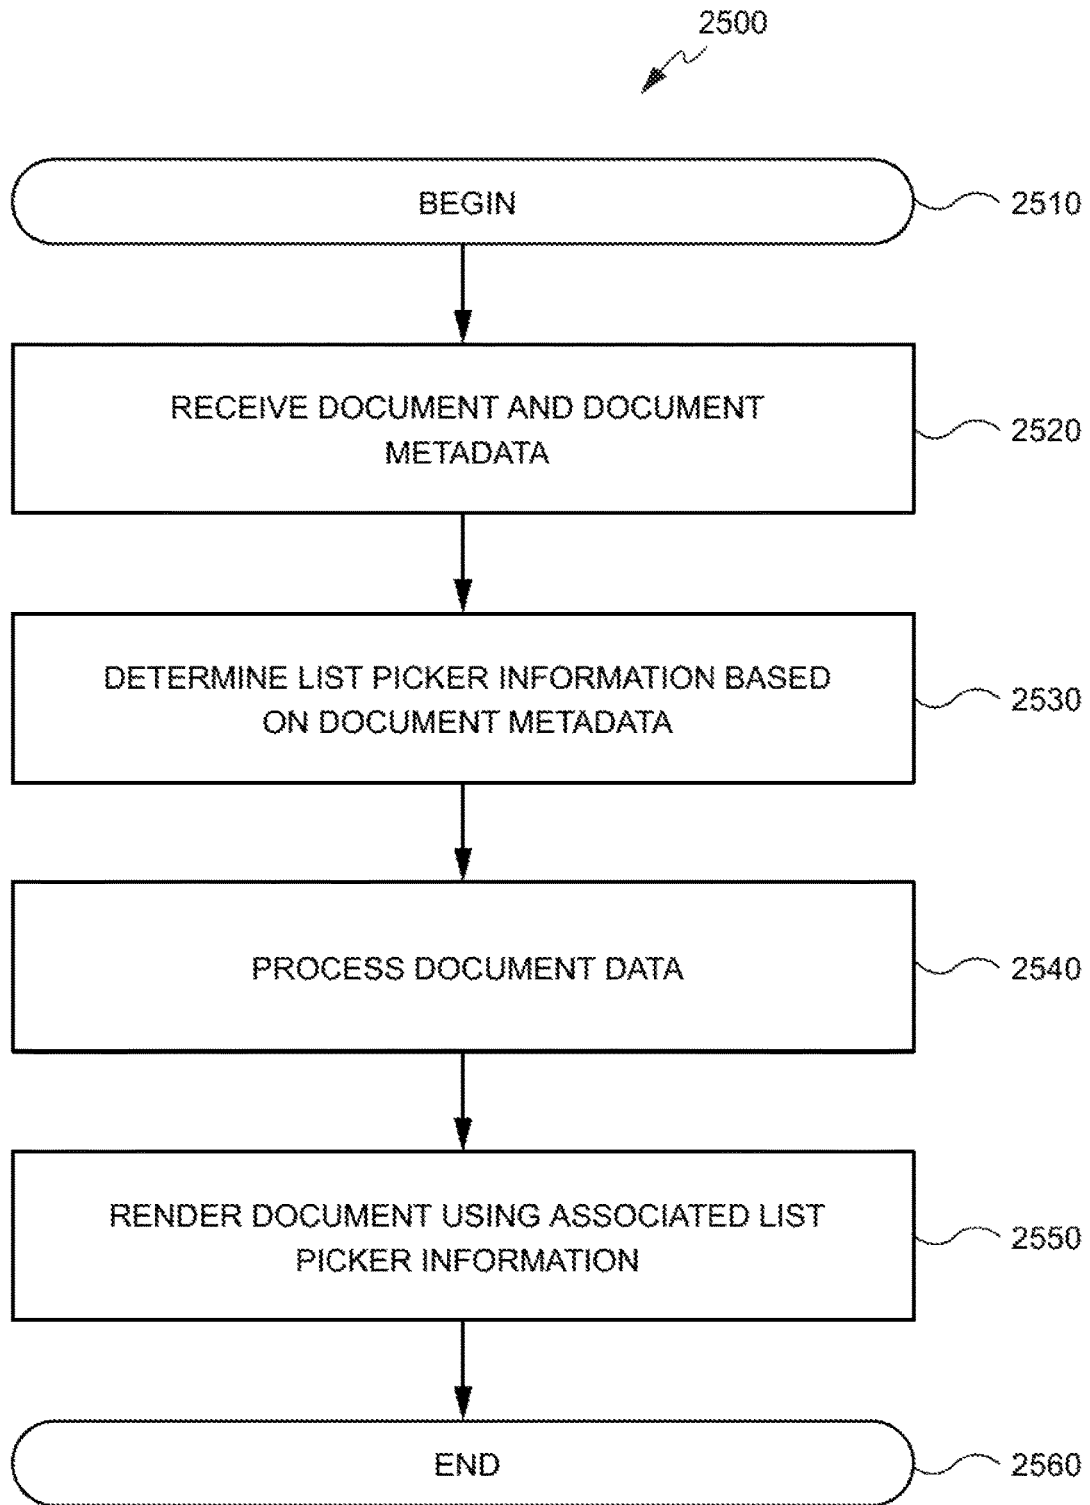 2500
BEGIN
2510
RECEIVE DOCUMENT AND DOCUMENT
METADATA
2520
DETERMINE LIST PICKER INFORMATION BASED
ON DOCUMENT METADATA
2530
PROCESS DOCUMENT DATA
2540
RENDER DOCUMENT USING ASSOCIATED LIST
PICKER INFORMATION
2550
END
2560